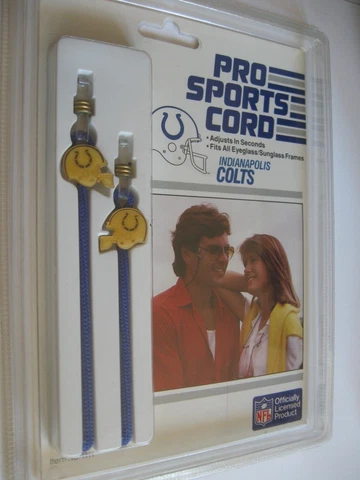 PRO
SPORTS
CORD
• Adjusts In Seconds
• Fits All Eyeglass/Sunglass Frames
INDIANAPOLIS
COLTS
NFL
Officially
Licensed
Product